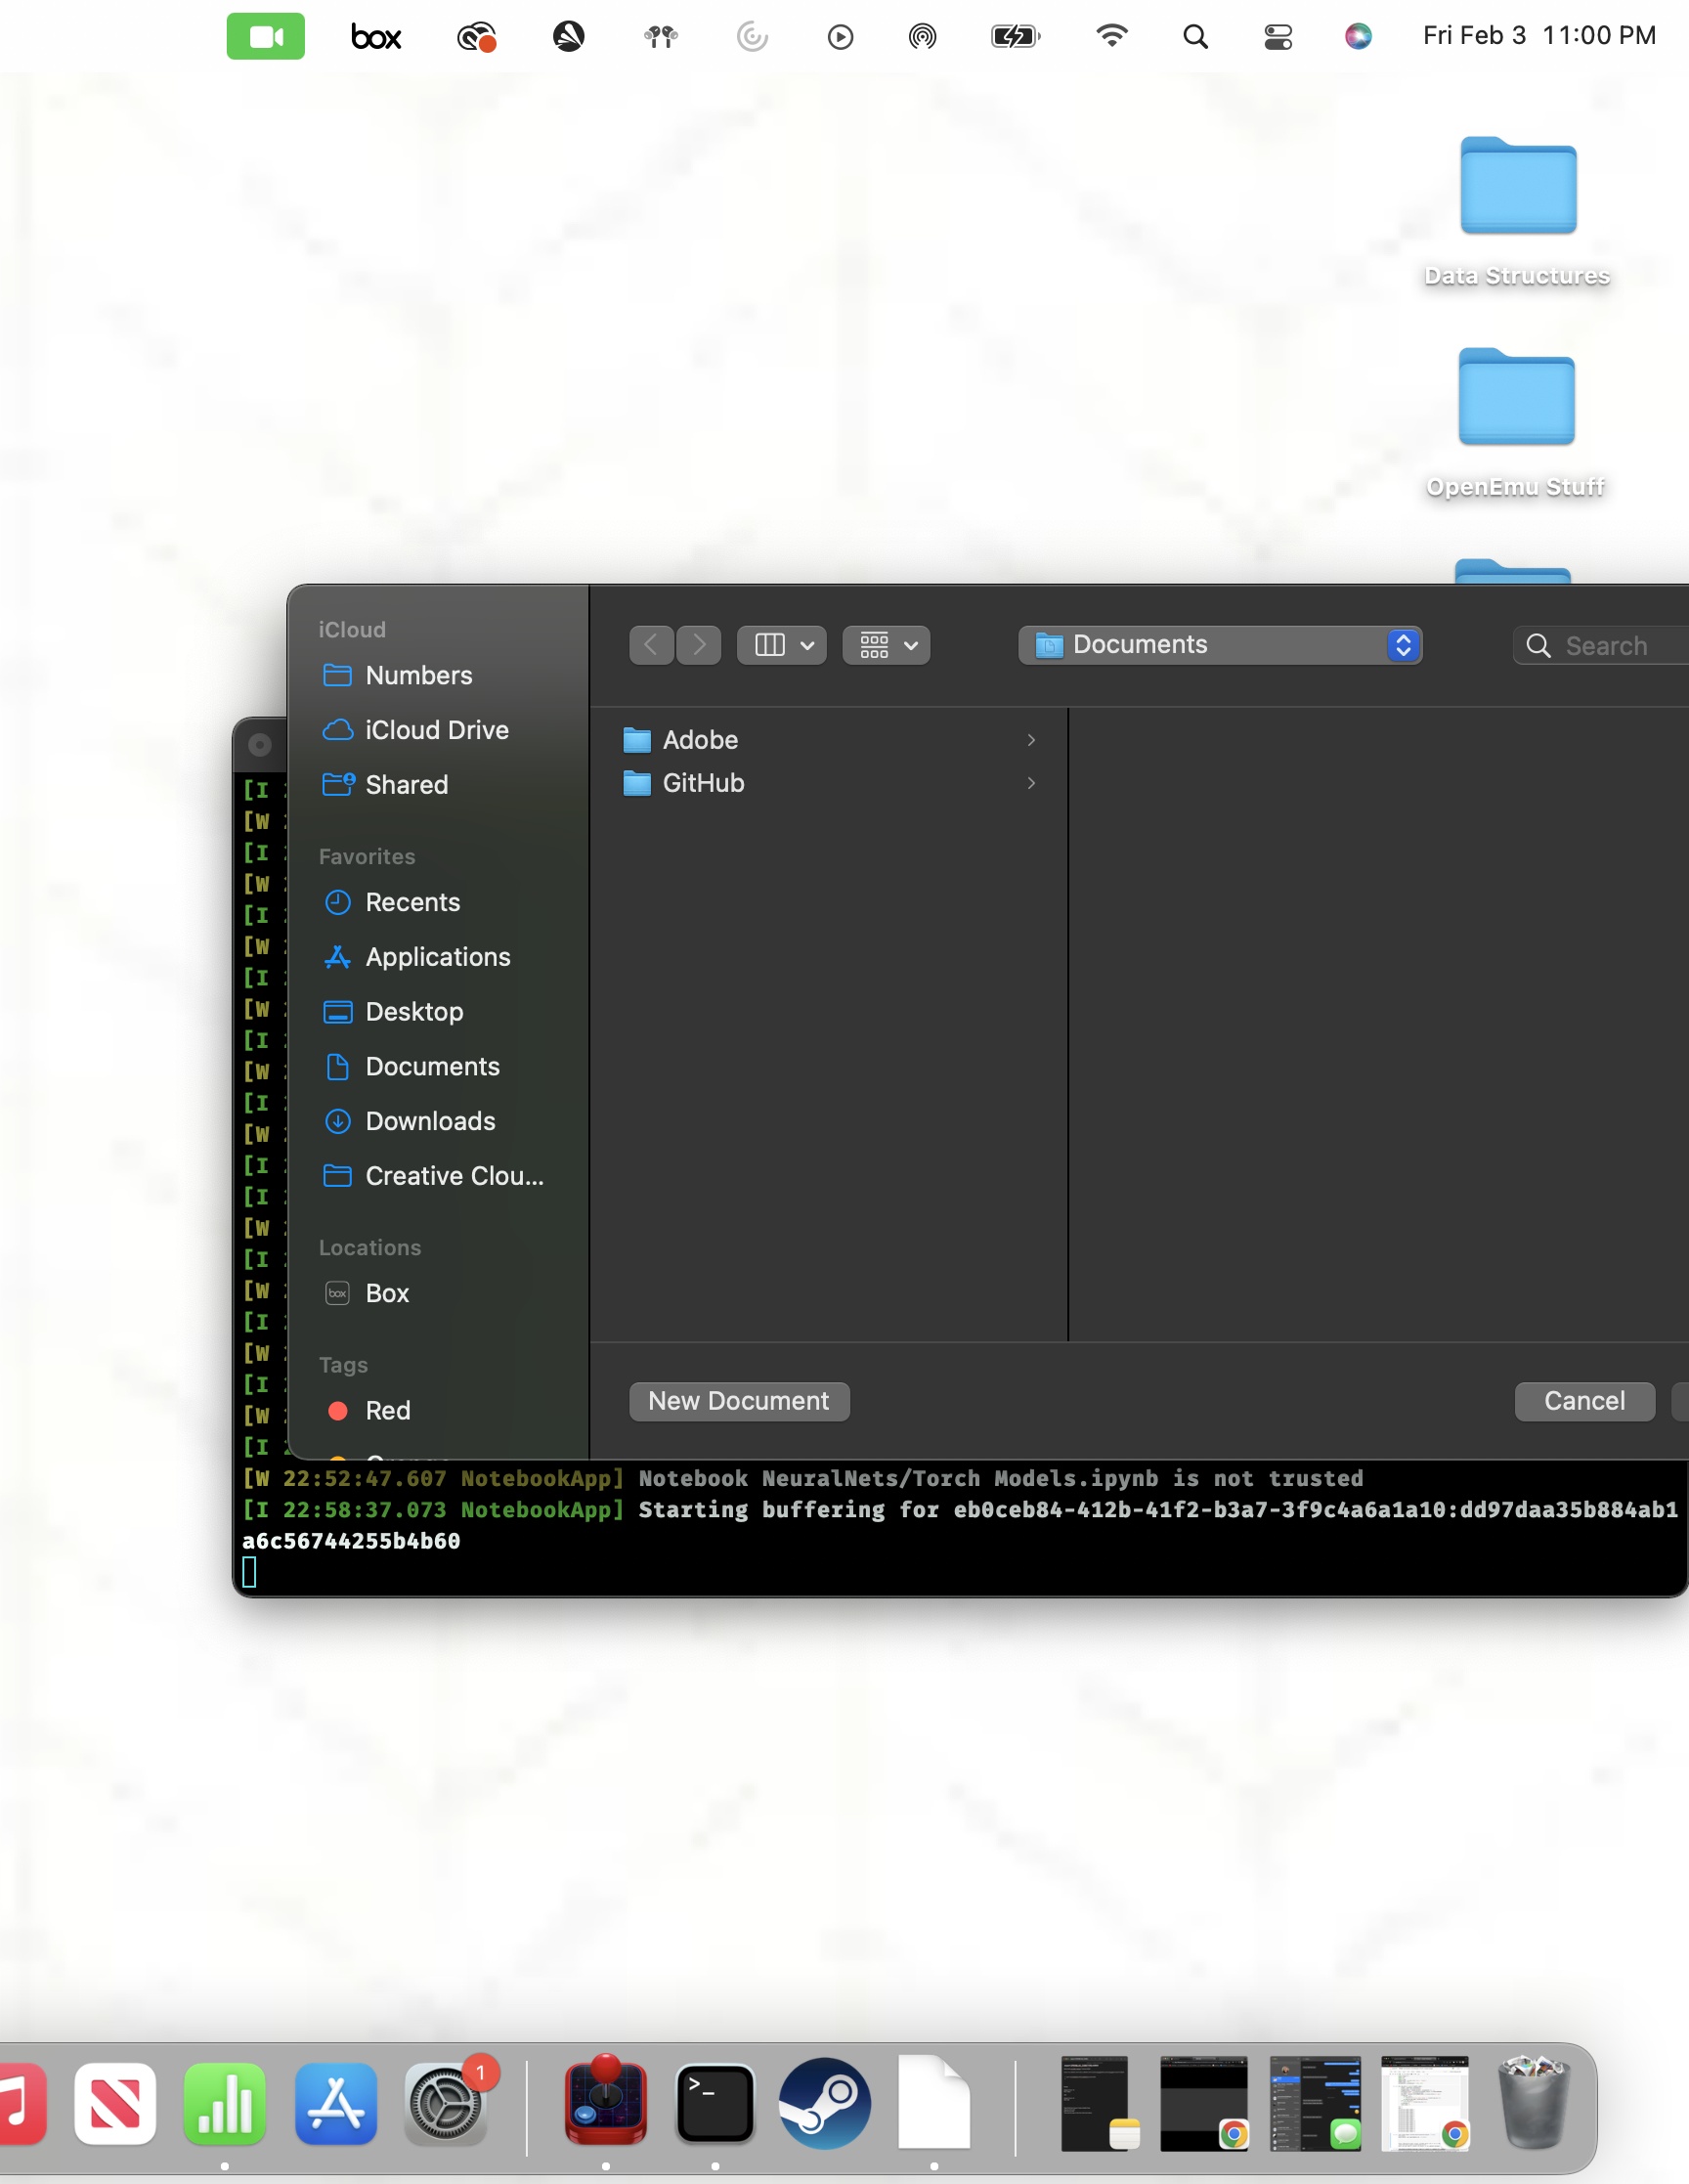 box
Fri Feb 3 11:00 PM
Data Structures
OpenEmu Stuff
iCloud
Numbers
iCloud Drive
Shared
Favorites
Recents
Applications
Desktop
Documents
Downloads
Creative Clou...
Locations
box
Box
Tags
Red
Documents
Search
Adobe
GitHub
New Document
Cancel
[I
[W
[I
[W
[I
[W
[I
[W
[I
[W
[I
[W
[I
[I
[W
[I
[W
[I
[W
[I
[W
[I
[W 22:52:47.607 NotebookApp] Notebook NeuralNets/Torch Models.ipynb is not trusted
[I 22:58:37.073 NotebookApp] Starting buffering for eb0ceb84-412b-41f2-b3a7-3f9c4a6a1a10:dd97daa35b884ab1
a6c56744255b4b60
1
>_